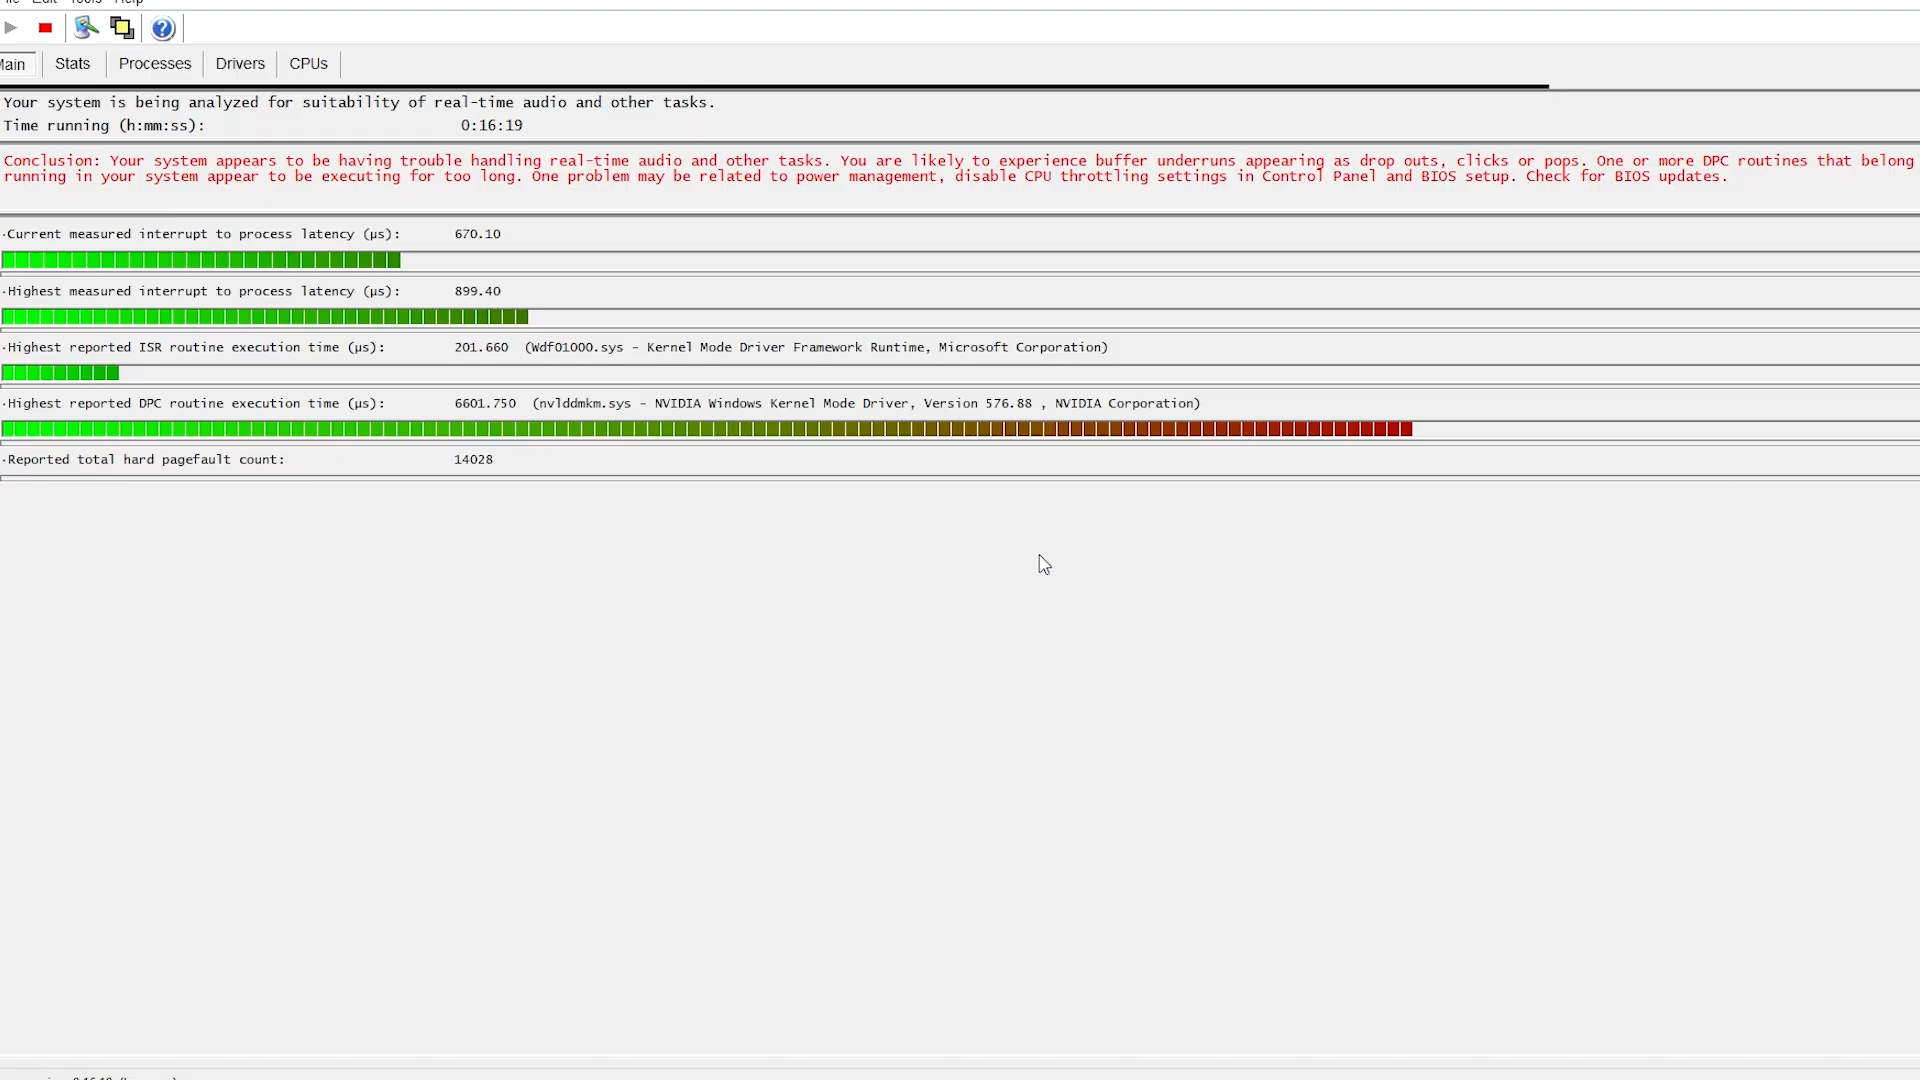 Edit Tools Help
Main Stats Processes Drivers CPUs
Your system is being analyzed for suitability of real-time audio and other tasks.
Time running (h:mm:ss): 0:16:19
Conclusion: Your system appears to be having trouble handling real-time audio and other tasks. You are likely to experience buffer underruns appearing as drop outs, clicks or pops. One or more DPC routines that belong
running in your system appear to be executing for too long. One problem may be related to power management, disable CPU throttling settings in Control Panel and BIOS setup. Check for BIOS updates.
Current measured interrupt to process latency (µs): 670.10
Highest measured interrupt to process latency (µs): 899.40
Highest reported ISR routine execution time (µs): 201.660 (Wdf01000.sys - Kernel Mode Driver Framework Runtime, Microsoft Corporation)
Highest reported DPC routine execution time (µs): 6601.750 (nvlddmkm.sys - NVIDIA Windows Kernel Mode Driver, Version 576.88 , NVIDIA Corporation)
Reported total hard pagefault count: 14028